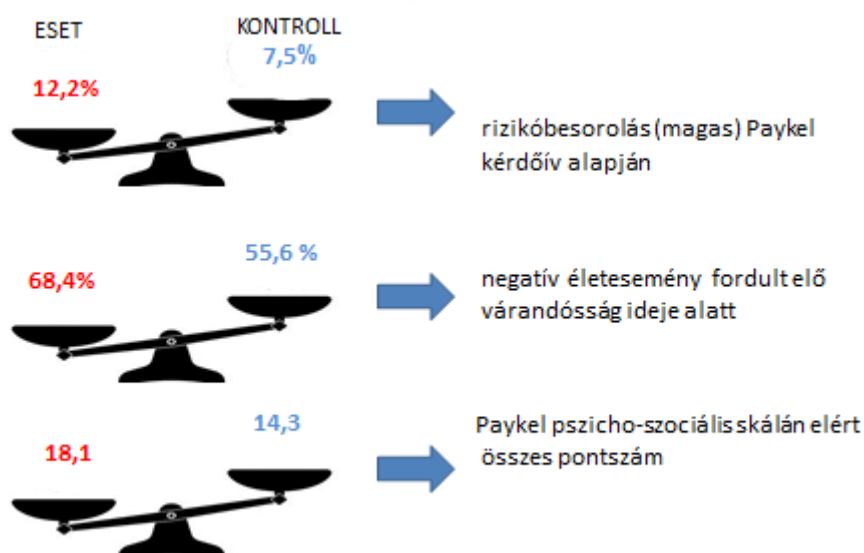 ESET
KONTROLL
7,5%
12,2%
rizikóbesorolás (magas) Paykel
kérdőív alapján
55,6 %
68,4%
negatív életesemény fordult elő
várandósság ideje alatt
14,3
18,1
Paykel pszicho-szociális skálán elért
összes pontszám